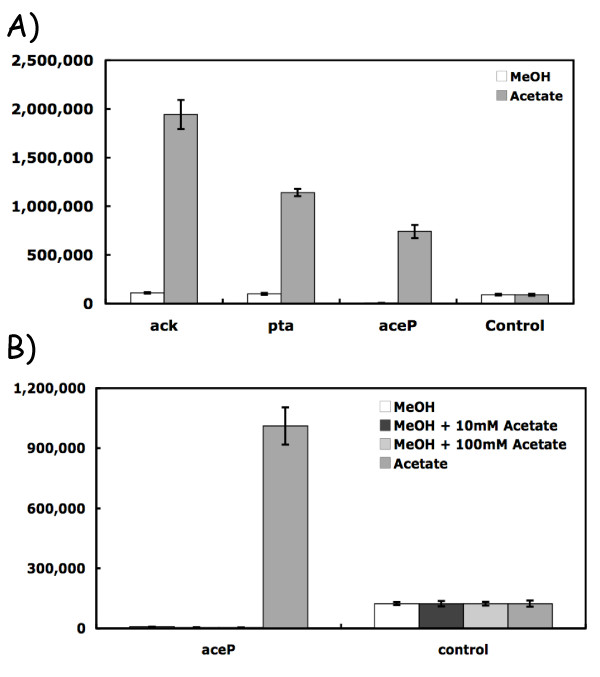 A)
2,500,000
2,000,000
1,500,000
1,000,000
500,000
0
MeOH
Acetate
ack pta aceP Control
B)
1,200,000
900,000
600,000
300,000
0
MeOH
MeOH + 10mM Acetate
MeOH + 100mM Acetate
Acetate
aceP control